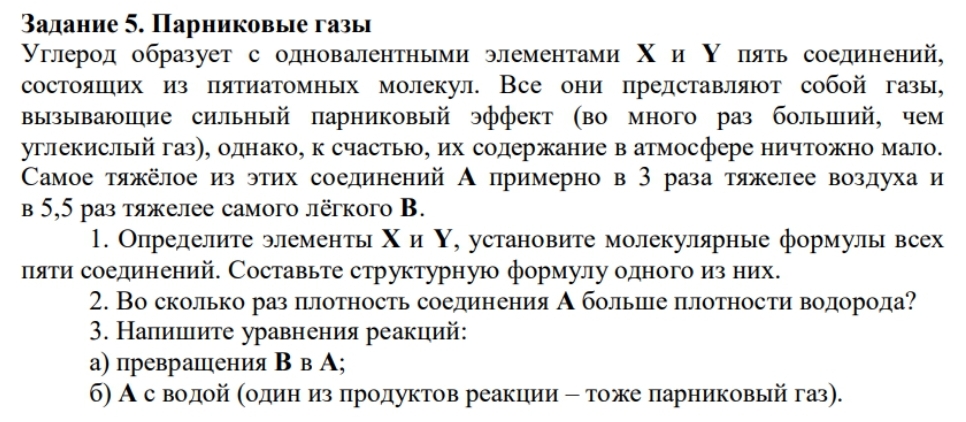 Задание 5. Парниковые газы
Углерод образует с одновалентными элементами X и Y пять соединений,
состоящих из пятиатомных молекул. Все они представляют собой газы,
вызывающие сильный парниковый эффект (во много раз больший, чем
углекислый газ), однако, к счастью, их содержание в атмосфере ничтожно мало.
Самое тяжёлое из этих соединений A примерно в 3 раза тяжелее воздуха и
в 5,5 раз тяжелее самого лёгкого B.
1. Определите элементы X и Y, установите молекулярные формулы всех
пяти соединений. Составьте структурную формулу одного из них.
2. Во сколько раз плотность соединения A больше плотности водорода?
3. Напишите уравнения реакций:
а) превращения B в A;
б) A с водой (один из продуктов реакции – тоже парниковый газ).